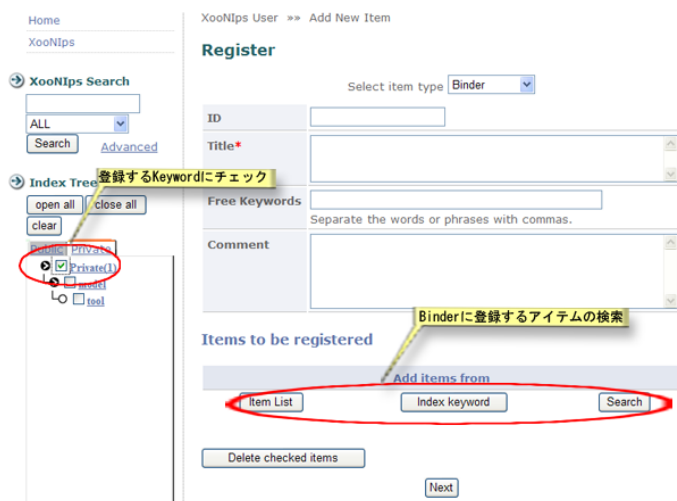 Home
XooNIps
XooNIps Search
ALL
Search Advanced
Index Tree
open all close all
clear
Public Private
Private(1)
model
tool
登録するKeywordにチェック
XooNIps User »» Add New Item
Register
Select item type Binder
ID
Title*
Free Keywords
Separate the words or phrases with commas.
Comment
Binderに登録するアイテムの検索
Items to be registered
Add items from
Item List Index keyword Search
Delete checked items
Next